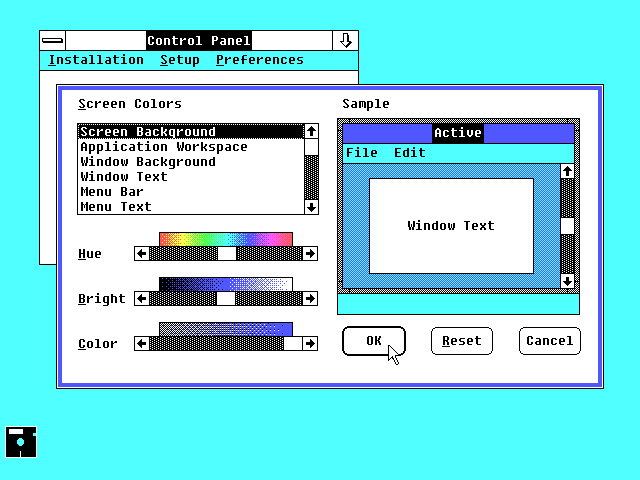 Control Panel
Installation Setup Preferences
Screen Colors
Screen Background
Application Workspace
Window Background
Window Text
Menu Bar
Menu Text
Hue
Bright
Color
Sample
Active
File Edit
Window Text
OK
Reset
Cancel